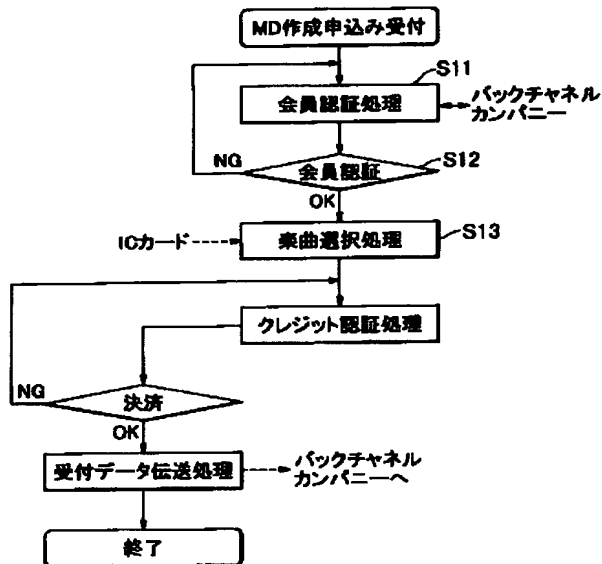 MD作成申込み受付
S11
会員認証処理
バックチャネル
カンパニー
NG
会員認証
S12
OK
ICカード
楽曲選択処理
S13
クレジット認証処理
NG
決済
OK
受付データ伝送処理
バックチャネル
カンパニーへ
終了